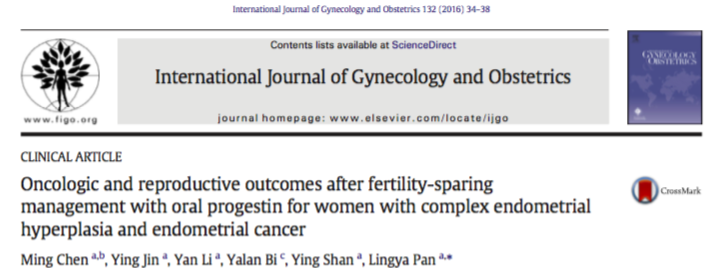 International Journal of Gynecology and Obstetrics 132 (2016) 34–38
Contents lists available at ScienceDirect
International Journal of Gynecology and Obstetrics
journal homepage: www.elsevier.com/locate/ijgo
www.figo.org
GYNECOLOGY
OBSTETRICS
CLINICAL ARTICLE
Oncologic and reproductive outcomes after fertility-sparing
management with oral progestin for women with complex endometrial
hyperplasia and endometrial cancer
CrossMark
Ming Chen a,b, Ying Jin a, Yan Li a, Yalan Bi c, Ying Shan a, Lingya Pan a,*